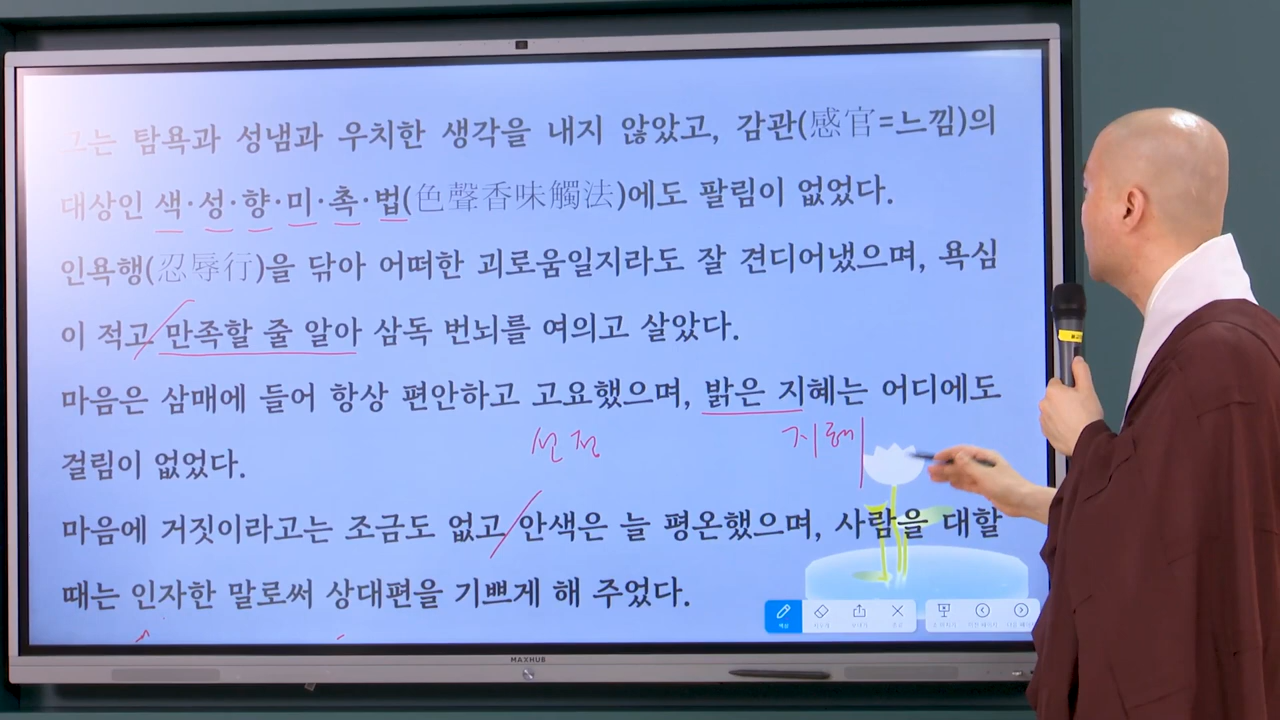 그는 탐욕과 성냄과 우치한 생각을 내지 않았고, 감관(感官=느낌)의
대상인 색·성·향·미·촉·법(色聲香味觸法)에도 팔림이 없었다.
인욕행(忍辱行)을 닦아 어떠한 괴로움일지라도 잘 견디어냈으며, 욕심
이 적고 만족할 줄 알아 삼독 번뇌를 여의고 살았다.
마음은 삼매에 들어 항상 편안하고 고요했으며, 밝은 지혜는 어디에도
선정 지혜
걸림이 없었다.
마음에 거짓이라고는 조금도 없고 안색은 늘 평온했으며, 사람을 대할
때는 인자한 말로써 상대편을 기쁘게 해 주었다.
MAXHUB